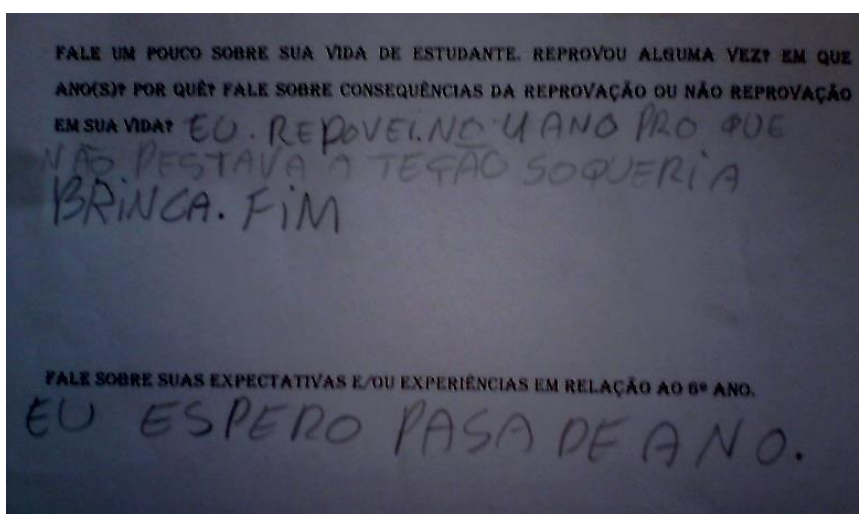 FALE UM POUCO SOBRE SUA VIDA DE ESTUDANTE. REPROVOU ALGUMA VEZ? EM QUE
ANO(S)? POR QUÊ? FALE SOBRE CONSEQUÊNCIAS DA REPROVAÇÃO OU NÃO REPROVAÇÃO
EM SUA VIDA? EU. REPOVEI.NO 4 ANO PRO QUE
NÃO PESTAVA A TEÇÃO SOQUERIA
BRINCA. FIM
FALE SOBRE SUAS EXPECTATIVAS E/OU EXPERIÊNCIAS EM RELAÇÃO AO 6º ANO.
EU ESPERO PASA DE ANO.